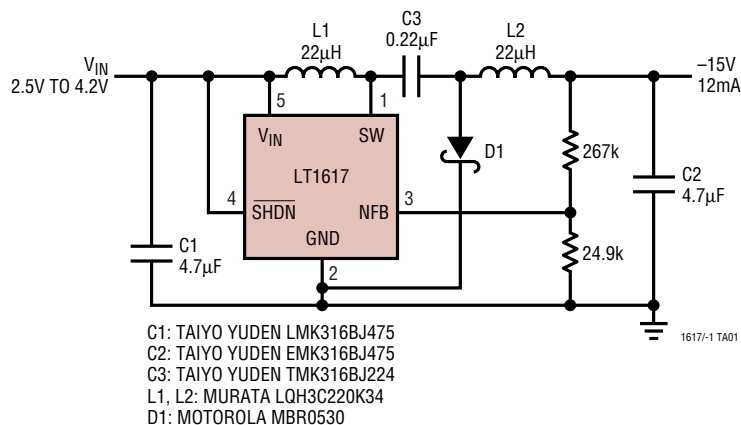 L1
22µH
C3
0.22µF
L2
22µH
VIN
2.5V TO 4.2V
–15V
12mA
5
1
VIN
SW
D1
267k
LT1617
C2
4.7µF
4
SHDN
NFB
3
GND
24.9k
C1
4.7µF
2
C1: TAIYO YUDEN LMK316BJ475
C2: TAIYO YUDEN EMK316BJ475
C3: TAIYO YUDEN TMK316BJ224
L1, L2: MURATA LQH3C220K34
D1: MOTOROLA MBR0530
1617/-1 TA01